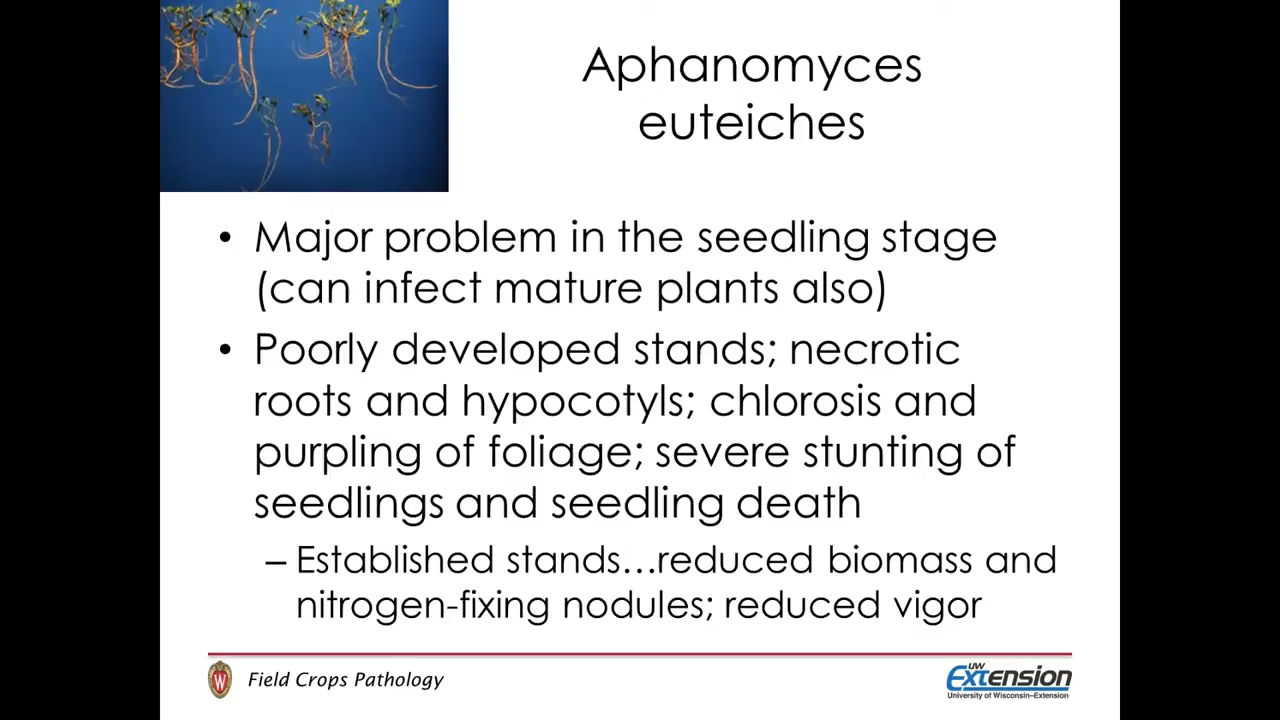 Aphanomyces
euteiches
• Major problem in the seedling stage
(can infect mature plants also)
• Poorly developed stands; necrotic
roots and hypocotyls; chlorosis and
purpling of foliage; severe stunting of
seedlings and seedling death
– Established stands…reduced biomass and
nitrogen-fixing nodules; reduced vigor
W
Field Crops Pathology
UW
Extension
University of Wisconsin–Extension